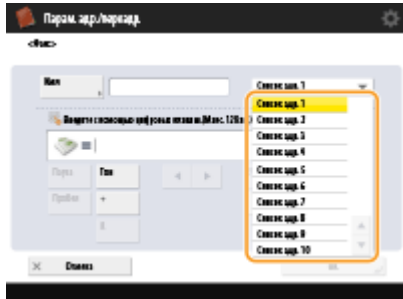 Парам. адр./переадр.
<Факс>
Имя
Список адр. 1
Список адр. 1
Введите с помощью цифровых клавиш. (Макс. 120
Список адр. 2
Список адр. 3
=
Список адр. 4
Пауза
Тон
Список адр. 5
Список адр. 6
Пробел
+
Список адр. 7
Список адр. 8
R
Список адр. 9
Список адр. 10
Отмена
OK